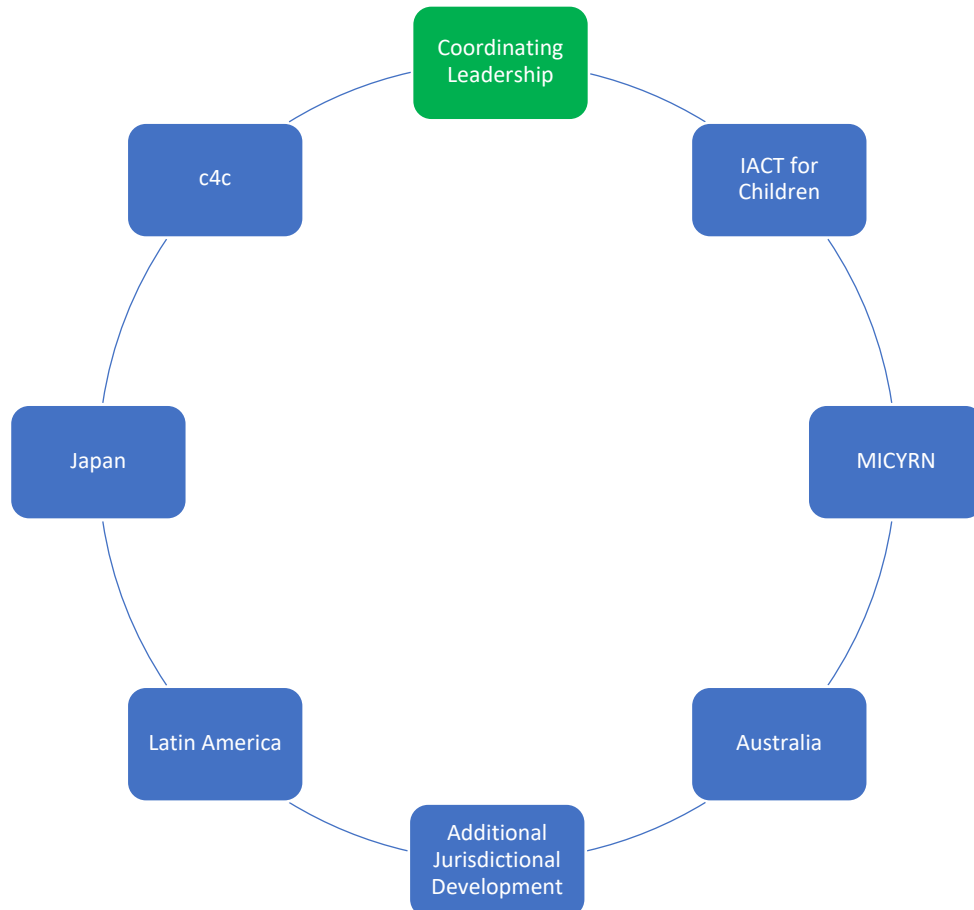 Coordinating
Leadership
c4c
IACT for
Children
Japan
MICYRN
Latin America
Australia
Additional
Jurisdictional
Development